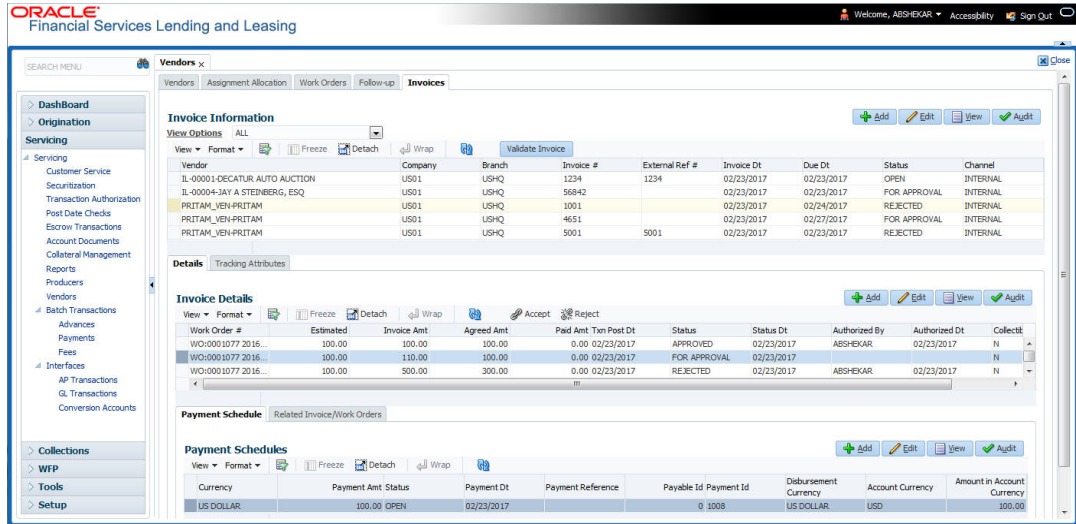 ORACLE
Financial Services Lending and Leasing
Welcome, ABSHEKAR Accessibility Sign Out
Close
SEARCH MENU
DashBoard
Origination
Servicing
Servicing
Customer Service
Securitization
Transaction Authorization
Post Date Checks
Escrow Transactions
Account Documents
Collateral Management
Reports
Producers
Vendors
Batch Transactions
Advances
Payments
Fees
Interfaces
AP Transactions
GL Transactions
Conversion Accounts
Collections
WFP
Tools
Setup
Vendors x
Vendors Assignment Allocation Work Orders Follow-up Invoices
Invoice Information
Add Edit View Audit
View Options ALL
View Format Freeze Detach Wrap Validate Invoice
Vendor Company Branch Invoice # External Ref # Invoice Dt Due Dt Status Channel
IL-00001-DECATUR AUTO AUCTION US01 USHQ 1234 1234 02/23/2017 02/23/2017 OPEN INTERNAL
IL-00004-JAY A STEINBERG, ESQ US01 USHQ 56842 02/23/2017 02/23/2017 FOR APPROVAL INTERNAL
PRITAM_VEN-PRITAM US01 USHQ 1001 02/23/2017 02/24/2017 REJECTED INTERNAL
PRITAM_VEN-PRITAM US01 USHQ 4651 02/23/2017 02/27/2017 FOR APPROVAL INTERNAL
PRITAM_VEN-PRITAM US01 USHQ 5001 5001 02/23/2017 02/23/2017 REJECTED INTERNAL
Details Tracking Attributes
Invoice Details
Add Edit View Audit
View Format Freeze Detach Wrap Accept Reject
Work Order # Estimated Invoice Amt Agreed Amt Paid Amt Txn Post Dt Status Status Dt Authorized By Authorized Dt Collectib
WO:0001077 2016... 100.00 100.00 100.00 0.00 02/23/2017 APPROVED 02/23/2017 ABSHEKAR 02/23/2017 N
WO:0001077 2016... 100.00 110.00 100.00 0.00 02/23/2017 FOR APPROVAL 02/23/2017 N
WO:0001077 2016... 100.00 500.00 300.00 0.00 02/23/2017 REJECTED 02/23/2017 ABSHEKAR 02/23/2017 N
Payment Schedule Related Invoice/Work Orders
Payment Schedules
Add Edit View Audit
View Format Freeze Detach Wrap
Currency Payment Amt Status Payment Dt Payment Reference Payable Id Payment Id Disbursement Currency Account Currency Amount in Account Currency
US DOLLAR 100.00 OPEN 02/23/2017 0 1008 US DOLLAR USD 100.00